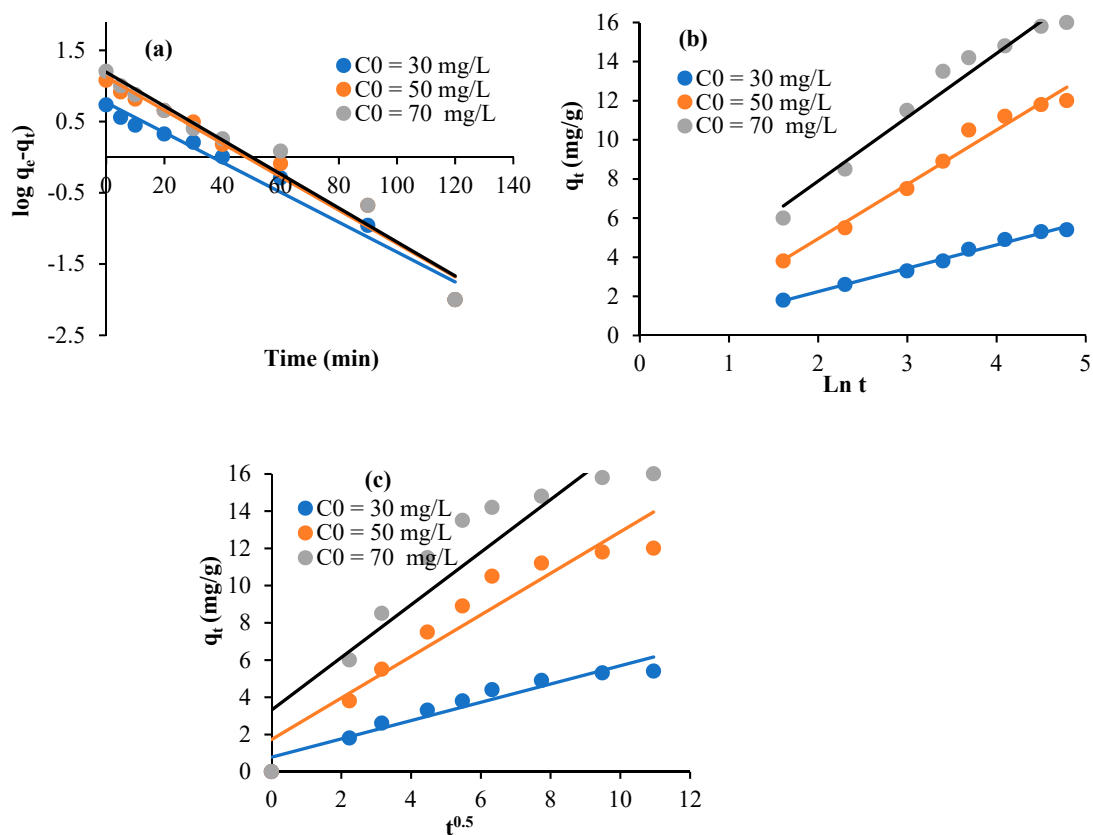 (a)
C0 = 30 mg/L
C0 = 50 mg/L
C0 = 70 mg/L
1.5
0.5
-0.5
-1.5
-2.5
0 20 40 60 80 100 120 140
log qe-qt
Time (min)
(b)
C0 = 30 mg/L
C0 = 50 mg/L
C0 = 70 mg/L
16
14
12
10
8
6
4
2
0
0 1 2 3 4 5
qt (mg/g)
Ln t
(c)
C0 = 30 mg/L
C0 = 50 mg/L
C0 = 70 mg/L
16
14
12
10
8
6
4
2
0
0 2 4 6 8 10 12
qt (mg/g)
t0.5